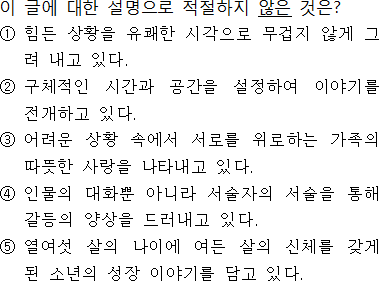 이 글에 대한 설명으로 적절하지 않은 것은?
① 힘든 상황을 유쾌한 시각으로 무겁지 않게 그
려 내고 있다.
② 구체적인 시간과 공간을 설정하여 이야기를
전개하고 있다.
③ 어려운 상황 속에서 서로를 위로하는 가족의
따뜻한 사랑을 나타내고 있다.
④ 인물의 대화뿐 아니라 서술자의 서술을 통해
갈등의 양상을 드러내고 있다.
⑤ 열여섯 살의 나이에 여든 살의 신체를 갖게
된 소년의 성장 이야기를 담고 있다.